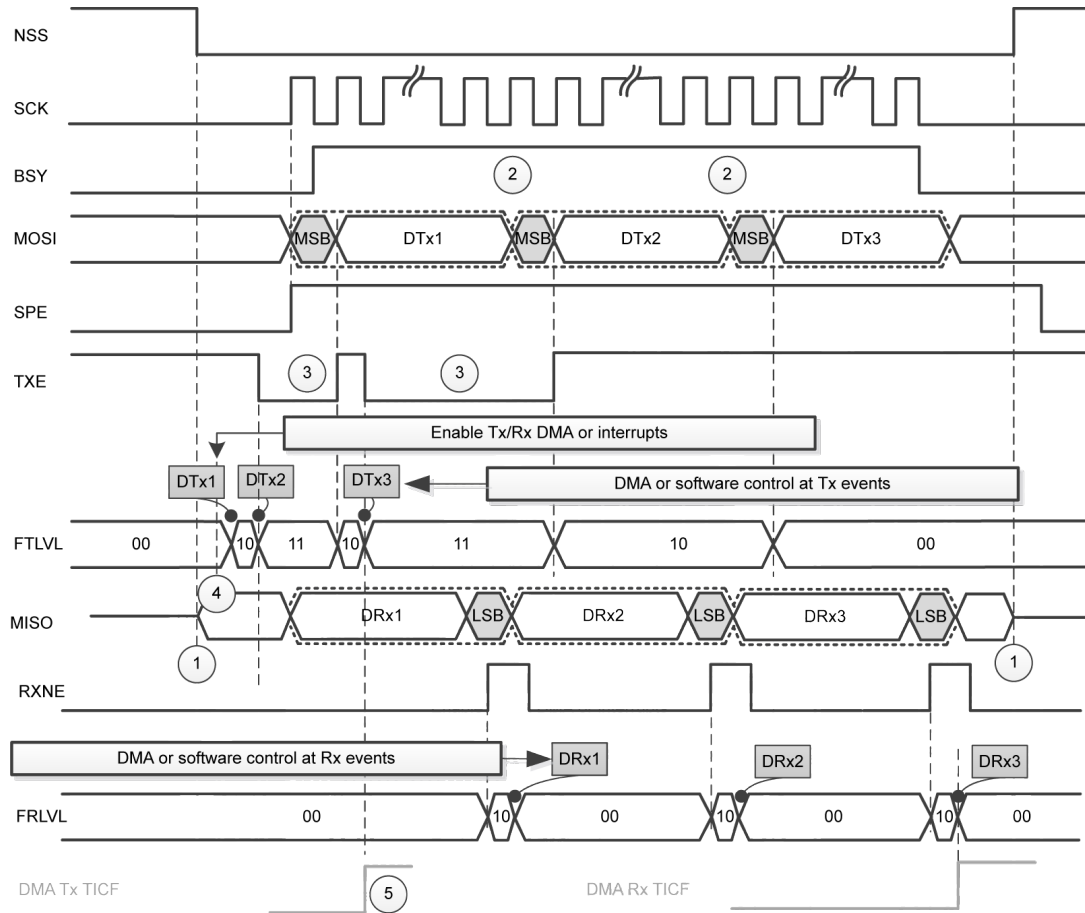 NSS
SCK
BSY
2 2
MOSI
MSB DTx1 MSB DTx2 MSB DTx3
SPE
TXE
3 3
Enable Tx/Rx DMA or interrupts
DTx1 DTx2 DTx3
DMA or software control at Tx events
FTLVL
00 10 11 10 11 10 00
4
MISO
DRx1 LSB DRx2 LSB DRx3 LSB
1 1
RXNE
DMA or software control at Rx events
DRx1 DRx2 DRx3
FRLVL
00 10 00 10 00 10 00
DMA Tx TICF
5
DMA Rx TICF